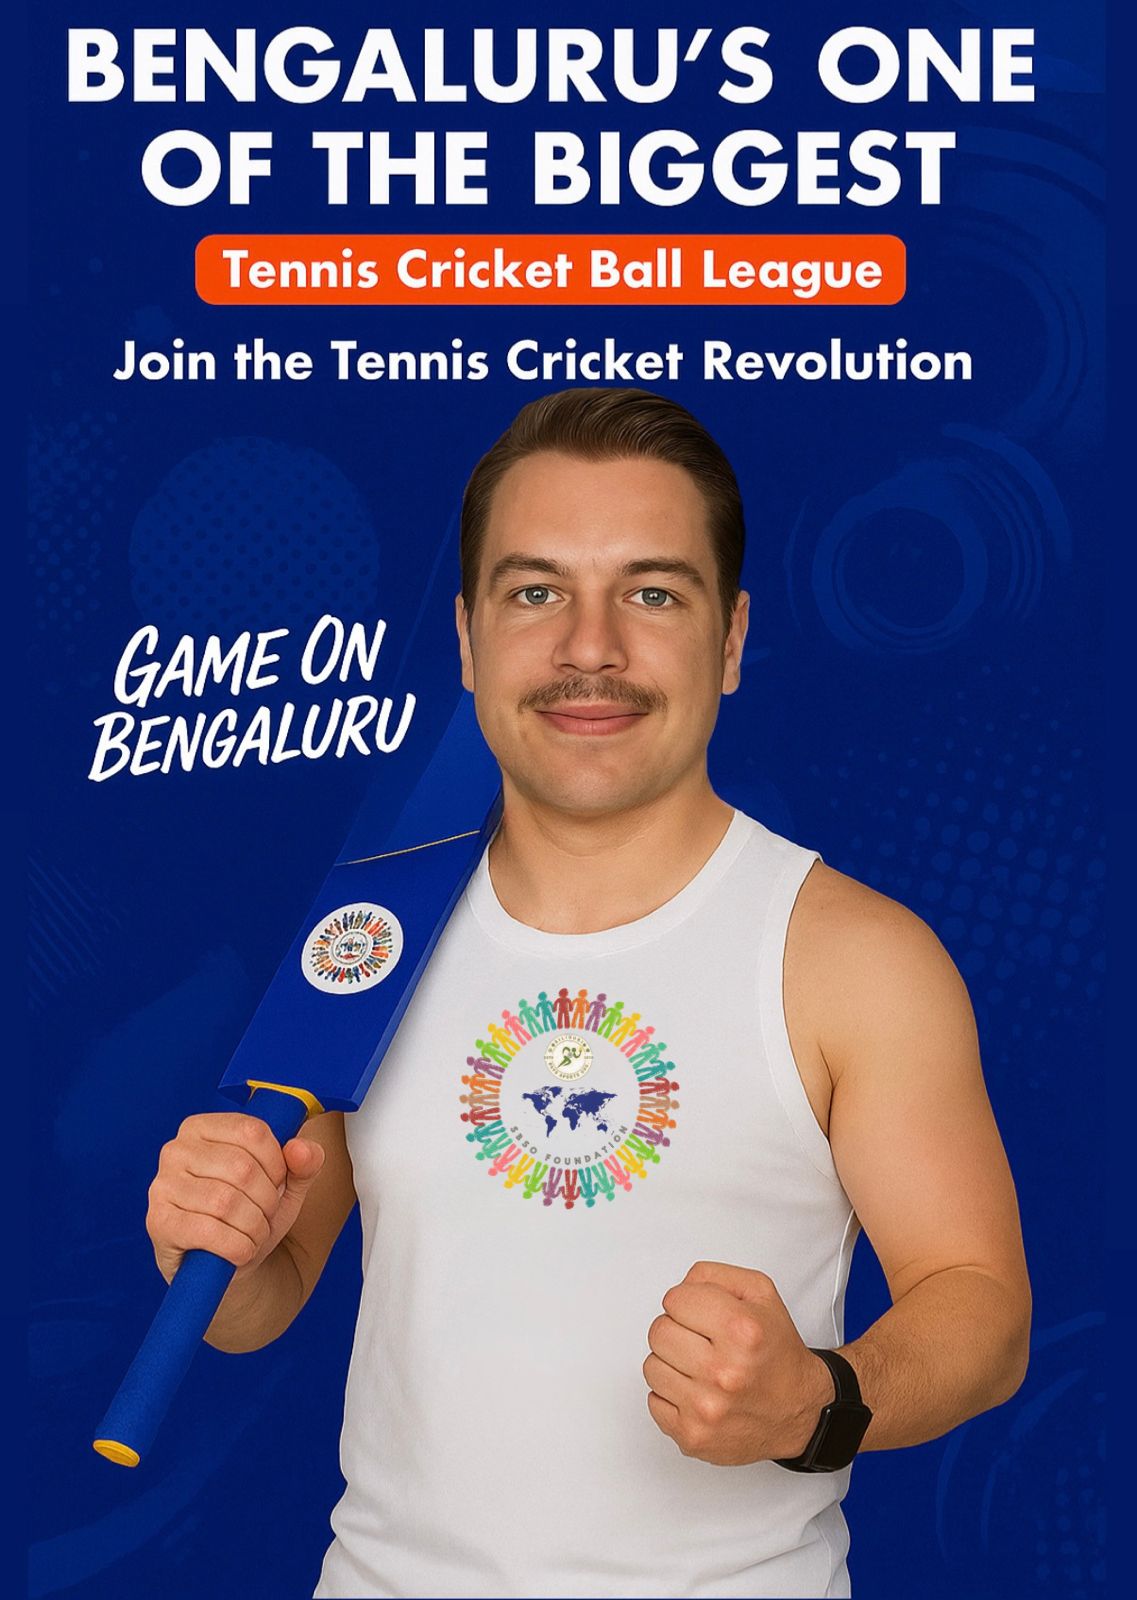 BENGALURU’S ONE
OF THE BIGGEST
Tennis Cricket Ball League
Join the Tennis Cricket Revolution
GAME ON
BENGALURU
SBSO FOUNDATION